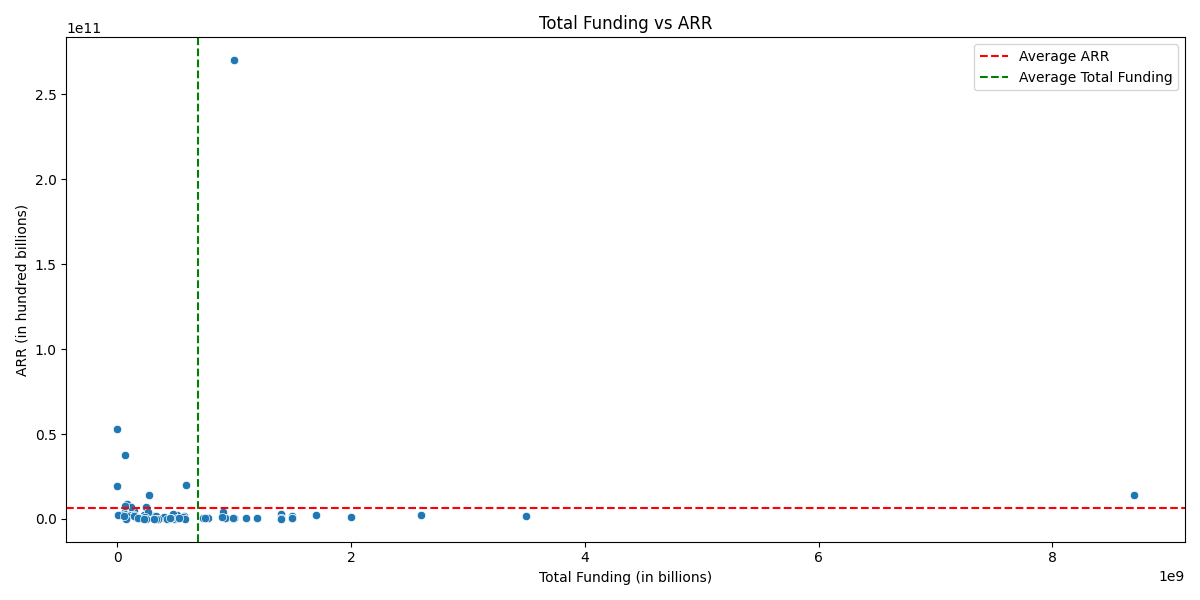 Total Funding vs ARR
1e11
Average ARR
Average Total Funding
2.5
2.0
1.5
1.0
0.5
0.0
ARR (in hundred billions)
0 2 4 6 8
1e9
Total Funding (in billions)